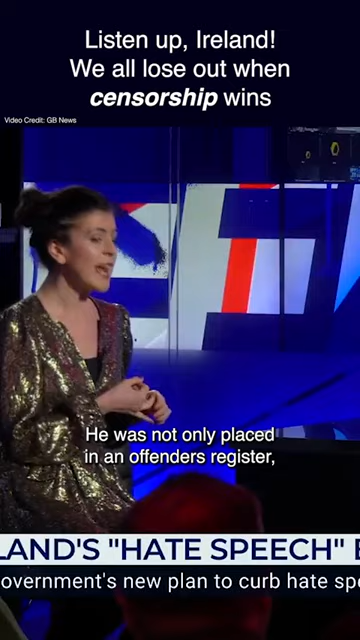 Listen up, Ireland!
We all lose out when
censorship wins
Video Credit: GB News
He was not only placed
in an offenders register,
LAND'S "HATE SPEECH"
overnment's new plan to curb hate spe